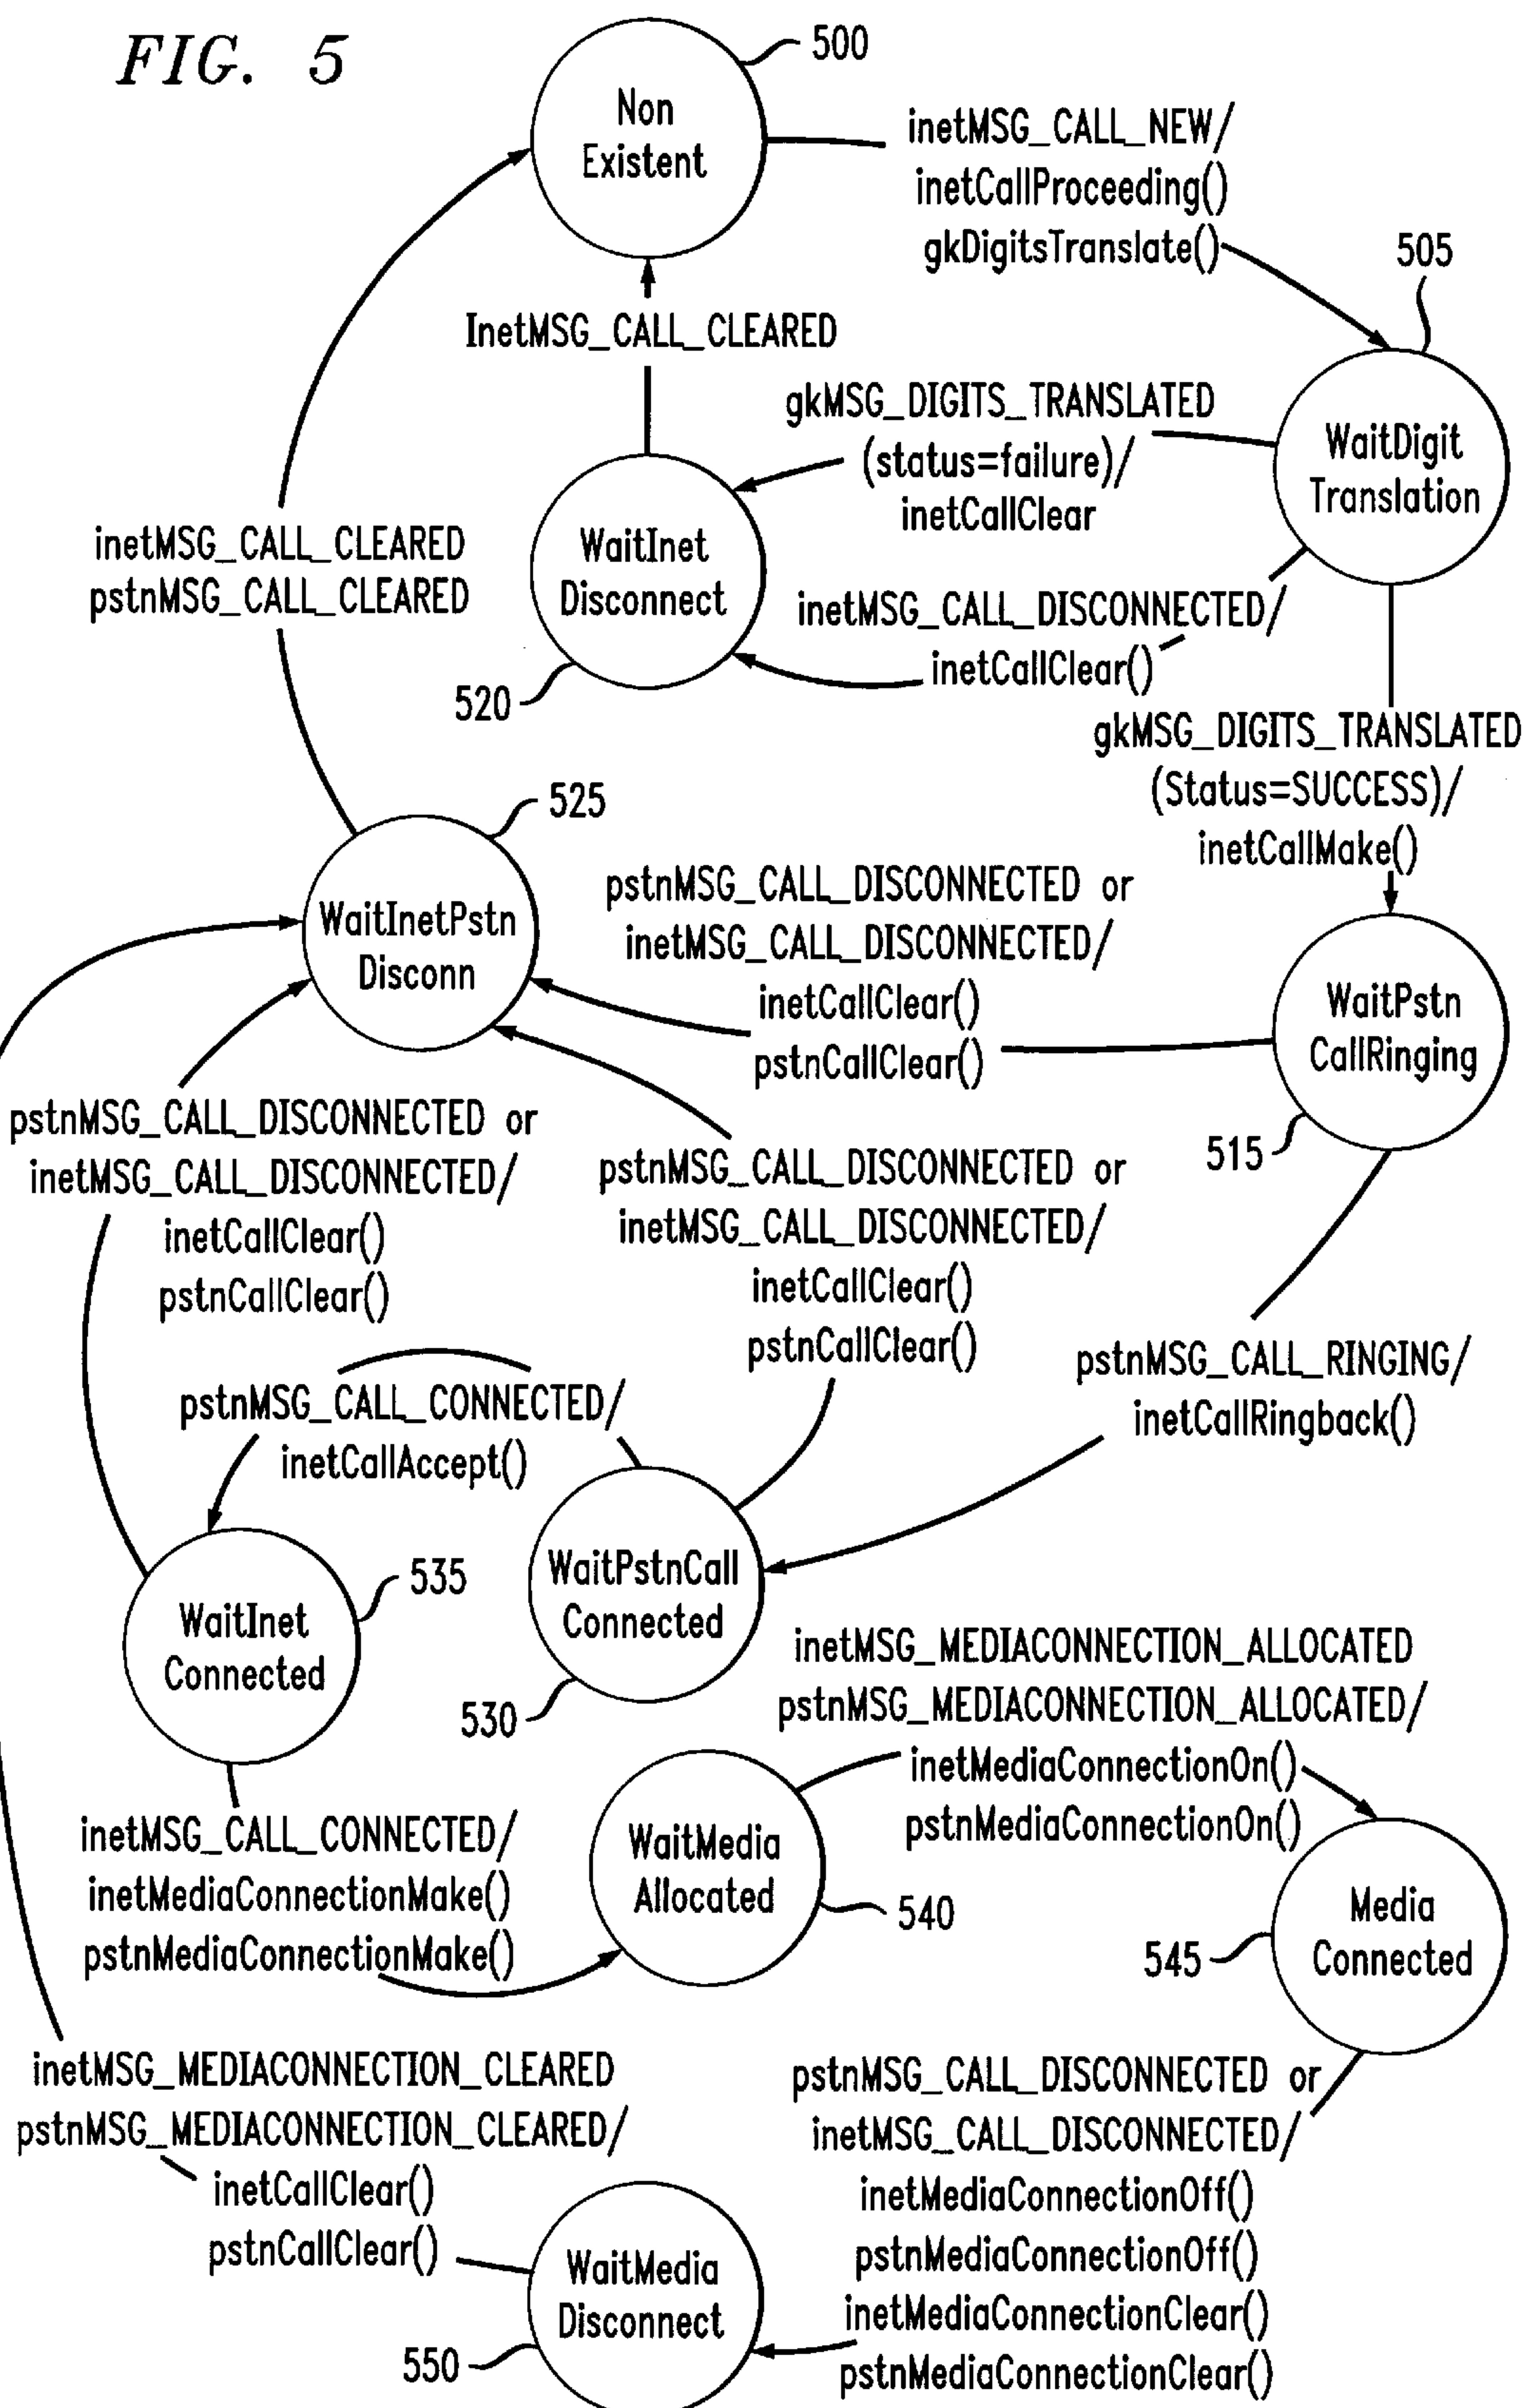 FIG. 5
500
Non
Existent
inetMSG_CALL_NEW/
inetCallProceeding()
gkDigitsTranslate()
505
InetMSG_CALL_CLEARED
gkMSG_DIGITS_TRANSLATED
(status=failure)/
inetCallClear
WaitDigit
Translation
inetMSG_CALL_CLEARED
pstnMSG_CALL_CLEARED
WaitInet
Disconnect
520
inetMSG_CALL_DISCONNECTED/
inetCallClear()
gkMSG_DIGITS_TRANSLATED
(Status=SUCCESS)/
inetCallMake()
525
WaitInetPstn
Disconn
pstnMSG_CALL_DISCONNECTED or
inetMSG_CALL_DISCONNECTED/
inetCallClear()
pstnCallClear()
WaitPstn
CallRinging
515
pstnMSG_CALL_DISCONNECTED or
inetMSG_CALL_DISCONNECTED/
inetCallClear()
pstnCallClear()
pstnMSG_CALL_DISCONNECTED or
inetMSG_CALL_DISCONNECTED/
inetCallClear()
pstnCallClear()
pstnMSG_CALL_RINGING/
inetCallRingback()
pstnMSG_CALL_CONNECTED/
inetCallAccept()
535
WaitInet
Connected
WaitPstnCall
Connected
530
inetMSG_MEDIACONNECTION_ALLOCATED
pstnMSG_MEDIACONNECTION_ALLOCATED/
inetMediaConnectionOn()
pstnMediaConnectionOn()
inetMSG_CALL_CONNECTED/
inetMediaConnectionMake()
pstnMediaConnectionMake()
WaitMedia
Allocated
540
Media
Connected
545
inetMSG_MEDIACONNECTION_CLEARED
pstnMSG_MEDIACONNECTION_CLEARED/
inetCallClear()
pstnCallClear()
pstnMSG_CALL_DISCONNECTED or
inetMSG_CALL_DISCONNECTED/
inetMediaConnectionOff()
pstnMediaConnectionOff()
inetMediaConnectionClear()
pstnMediaConnectionClear()
WaitMedia
Disconnect
550